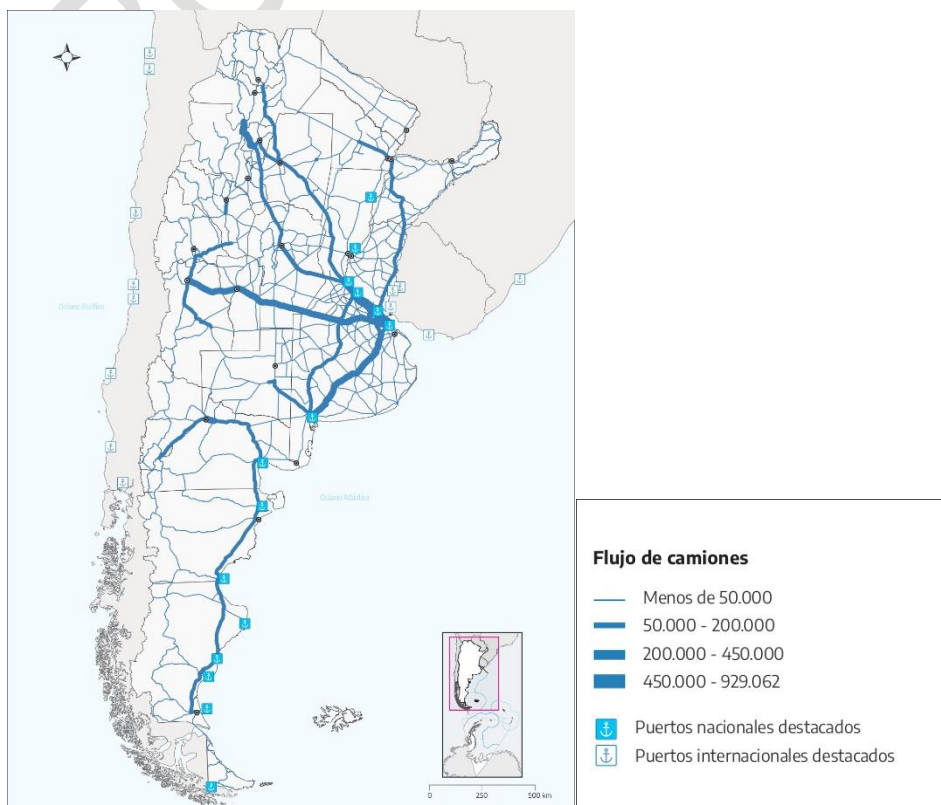 Océano Pacífico
Océano Atlántico
0 250 500 km
Flujo de camiones
Menos de 50.000
50.000 - 200.000
200.000 - 450.000
450.000 - 929.062
Puertos nacionales destacados
Puertos internacionales destacados